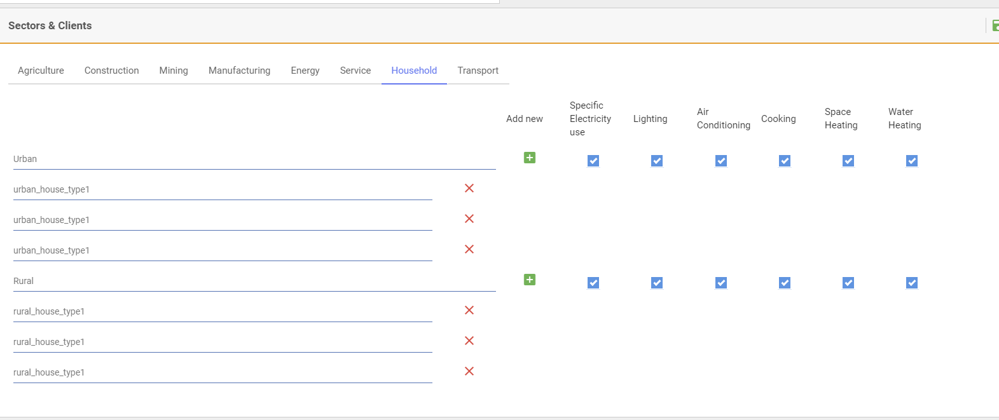 Sectors & Clients
Agriculture Construction Mining Manufacturing Energy Service Household Transport
Add new
Specific
Electricity
use
Lighting
Air
Conditioning
Cooking
Space
Heating
Water
Heating
Urban
urban_house_type1
urban_house_type1
urban_house_type1
Rural
rural_house_type1
rural_house_type1
rural_house_type1